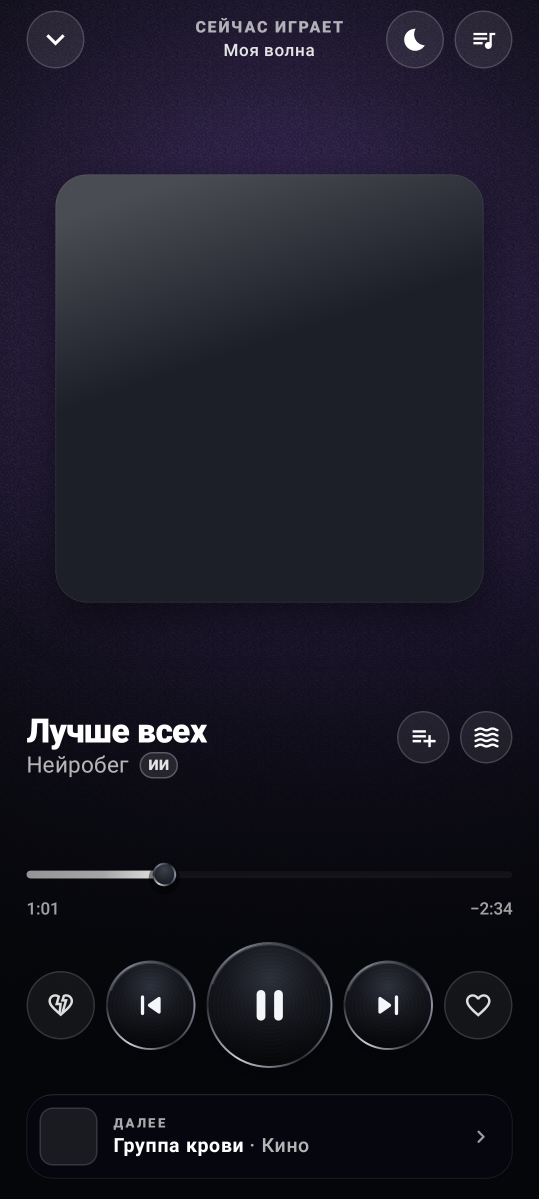 СЕЙЧАС ИГРАЕТ
Моя волна
Лучше всех
Нейробег ИИ
1:01 −2:34
ДАЛЕЕ
Группа крови · Кино